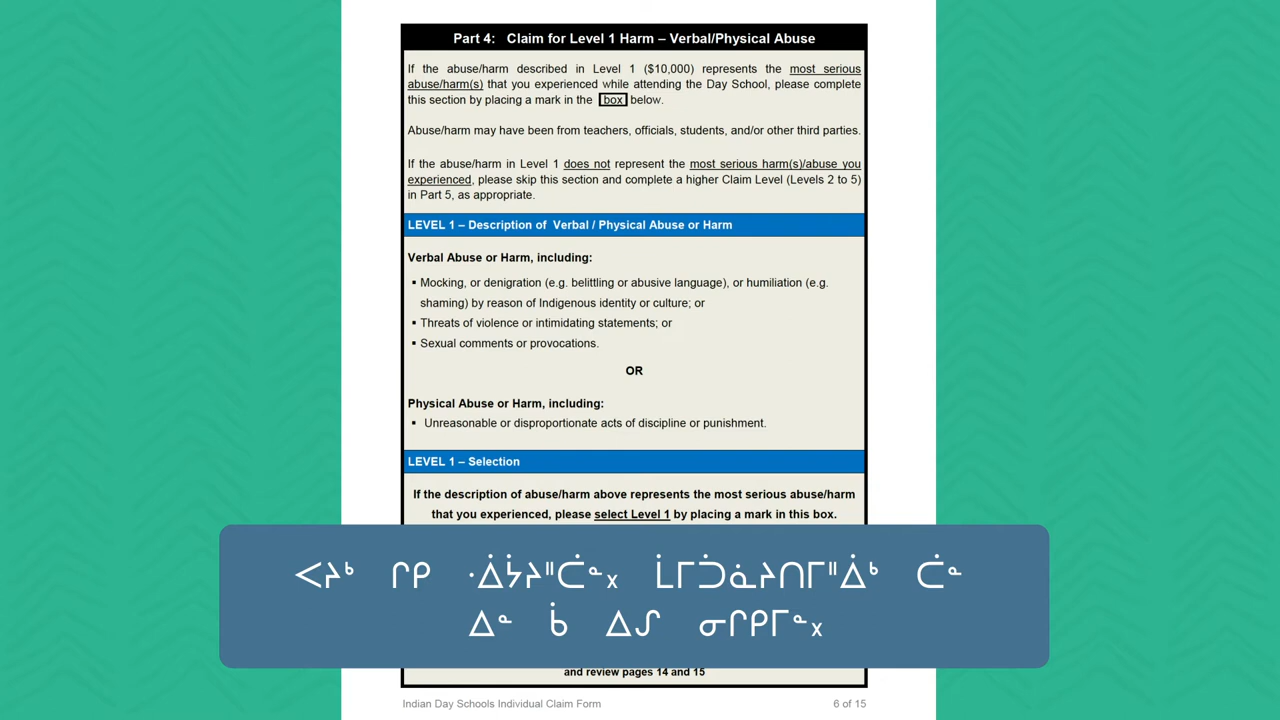 Part 4: Claim for Level 1 Harm – Verbal/Physical Abuse
If the abuse/harm described in Level 1 ($10,000) represents the most serious
abuse/harm(s) that you experienced while attending the Day School, please complete
this section by placing a mark in the box below.
Abuse/harm may have been from teachers, officials, students, and/or other third parties.
If the abuse/harm in Level 1 does not represent the most serious harm(s)/abuse you
experienced, please skip this section and complete a higher Claim Level (Levels 2 to 5)
in Part 5, as appropriate.
LEVEL 1 – Description of Verbal / Physical Abuse or Harm
Verbal Abuse or Harm, including:
▪ Mocking, or denigration (e.g. belittling or abusive language), or humiliation (e.g.
shaming) by reason of Indigenous identity or culture; or
▪ Threats of violence or intimidating statements; or
▪ Sexual comments or provocations.
OR
Physical Abuse or Harm, including:
▪ Unreasonable or disproportionate acts of discipline or punishment.
LEVEL 1 – Selection
If the description of abuse/harm above represents the most serious abuse/harm
that you experienced, please select Level 1 by placing a mark in this box.
ᐸᔨᒃ ᒋᑭ ᐎᔮᔨᐦᑖᓐ᙮ ᒫᒥᑑᓈᔨᑎᒥᐦᐄᒃ ᑖᓐ
ᐃᓐ ᑳ ᐃᔑ ᓂᒋᑭᒥᓐ᙮
and review pages 14 and 15
Indian Day Schools Individual Claim Form 6 of 15